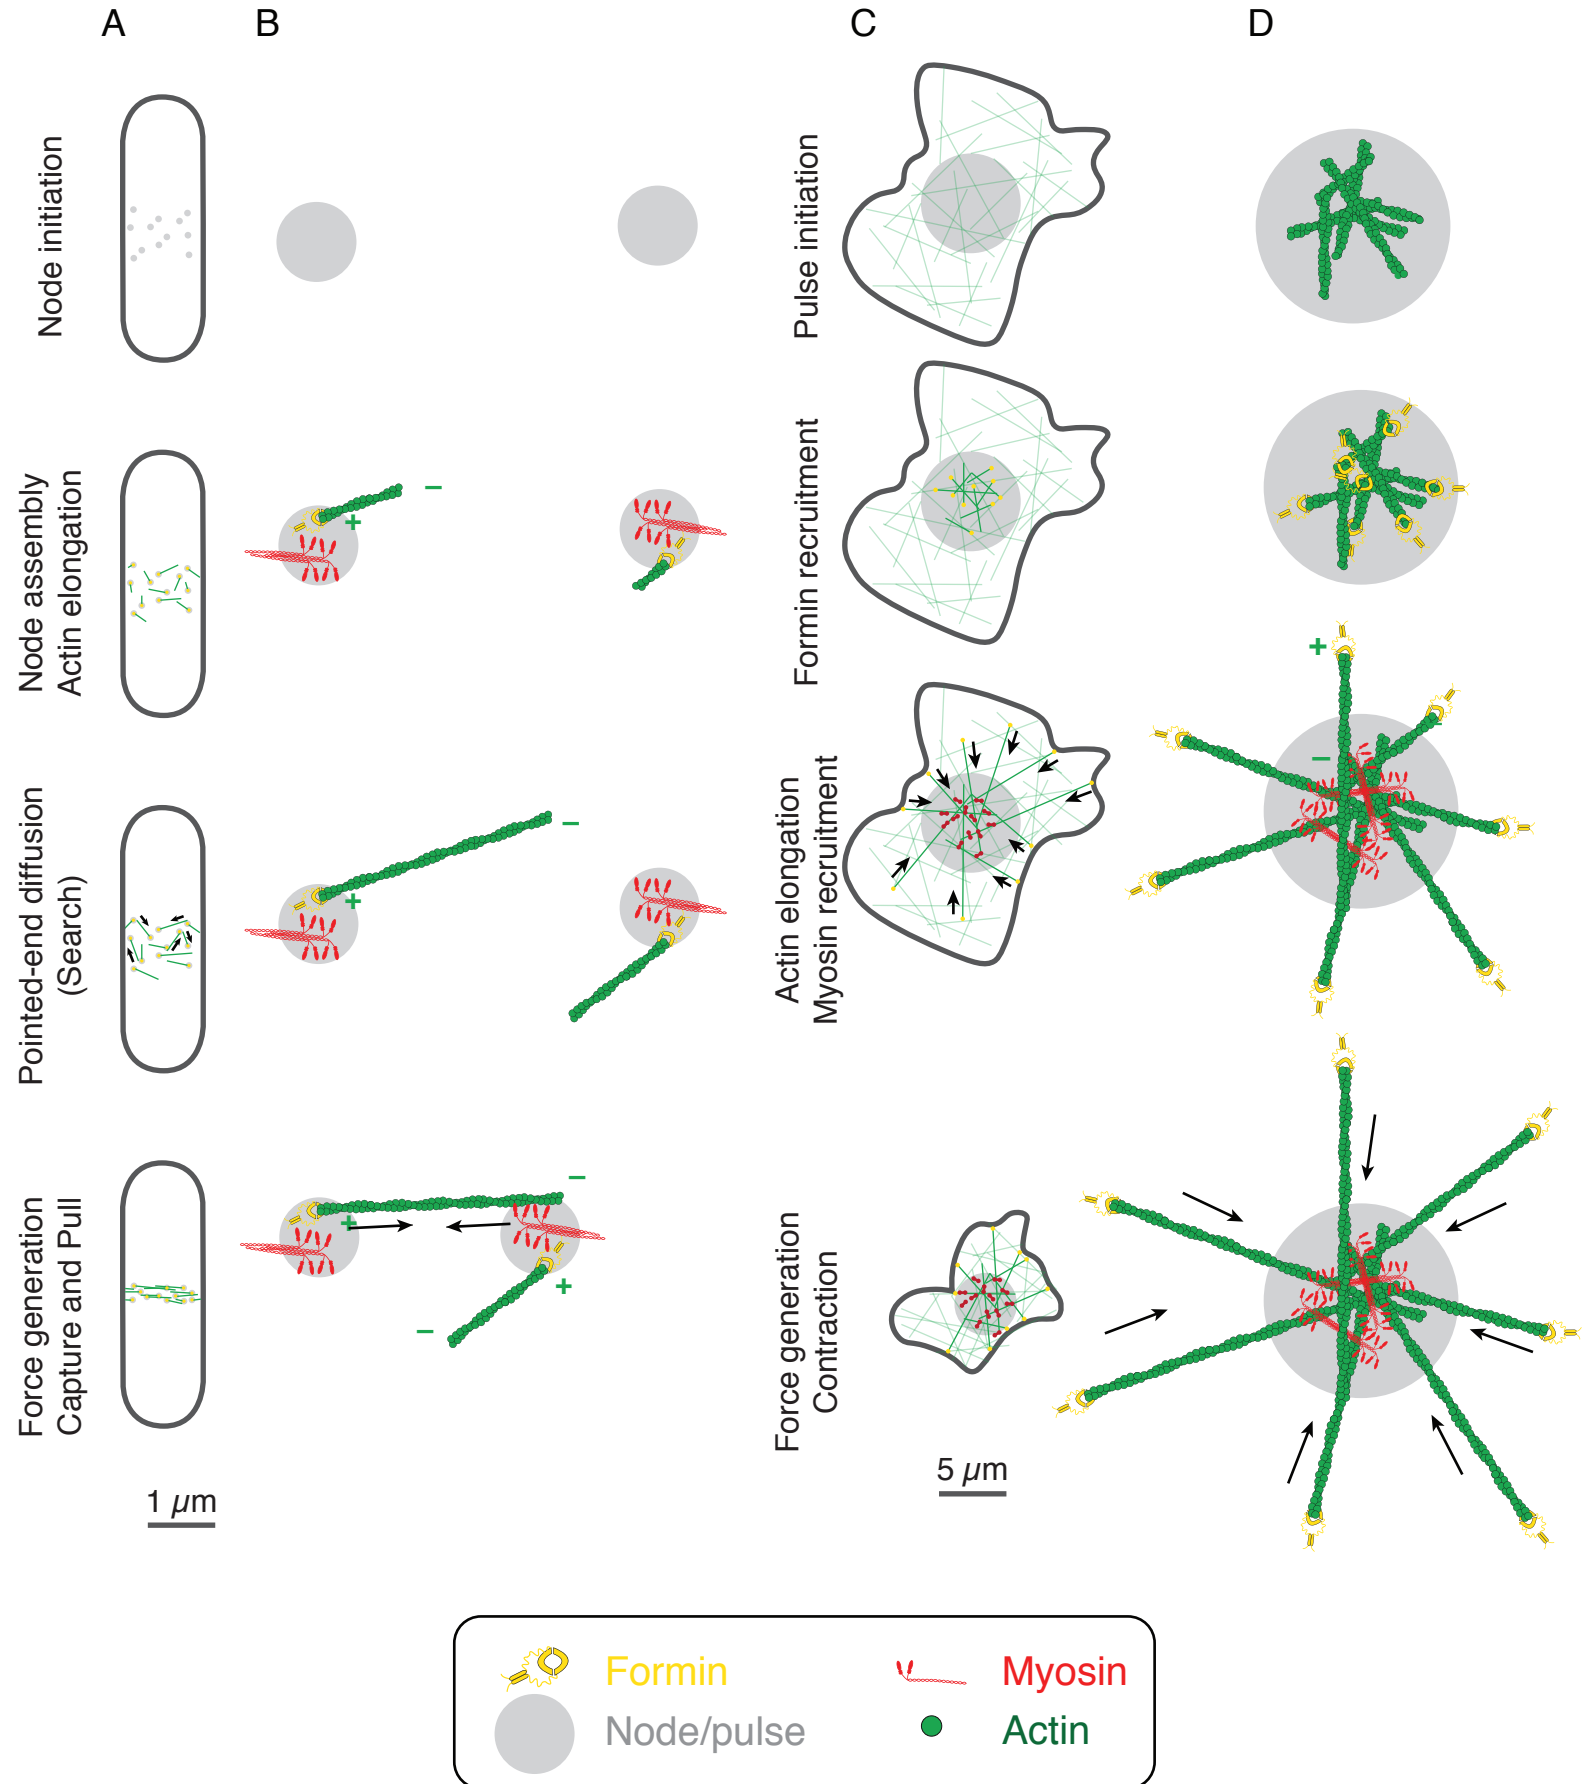 A
B
C
D
Node initiation
Pulse initiation
Node assembly
Actin elongation
−
+
Formin recruitment
Pointed-end diffusion
(Search)
−
+
Actin elongation
Myosin recruitment
+
−
-
Force generation
Capture and Pull
−
+
+
−
Force generation
Contraction
1 µm
5 µm
Formin
Myosin
Node/pulse
Actin